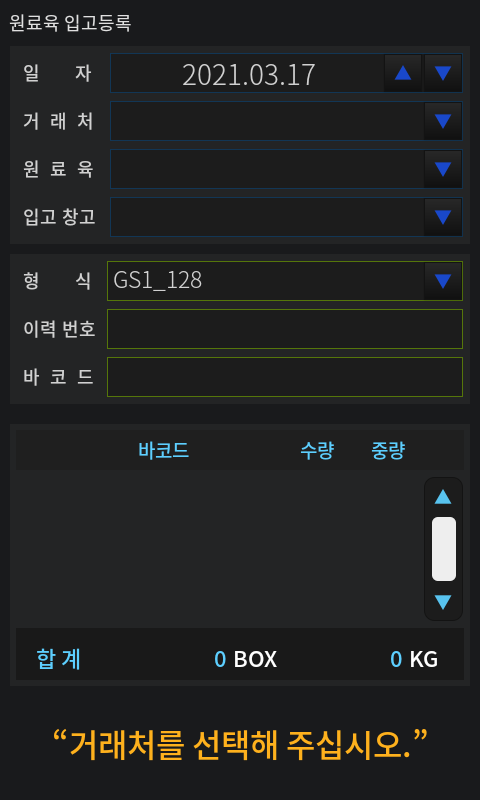 원료육 입고등록
일 자 2021.03.17
거 래 처
원 료 육
입고 창고
형 식 GS1_128
이력 번호
바 코 드
바코드 수량 중량
합 계 0 BOX 0 KG
“거래처를 선택해 주십시오.”